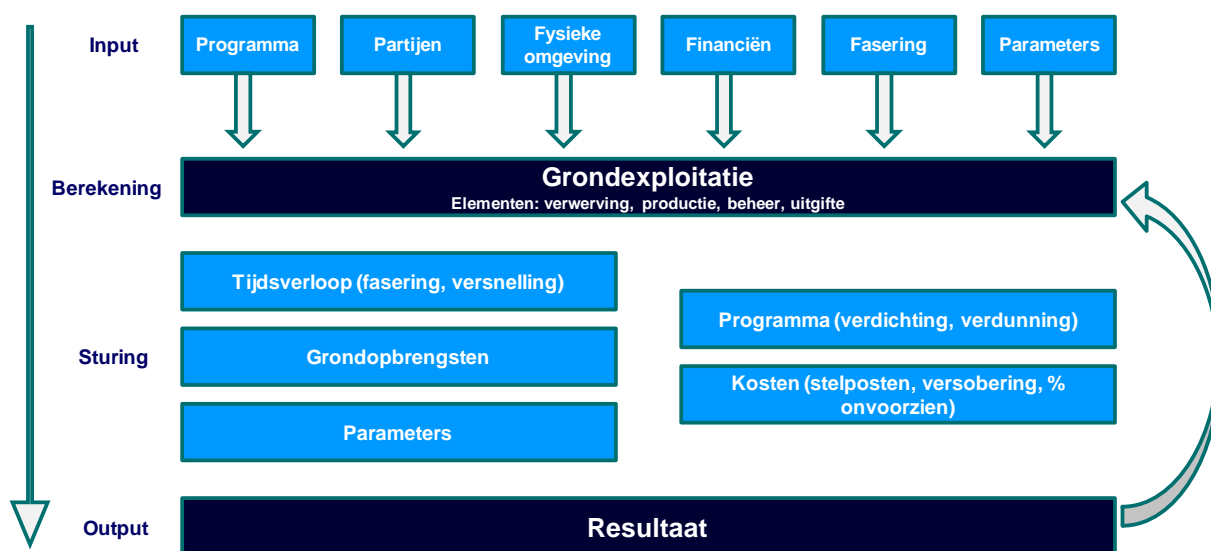 Input
Programma
Partijen
Fysieke
omgeving
Financiën
Fasering
Parameters
Berekening
Grondexploitatie
Elementen: verwerving, productie, beheer, uitgifte
Sturing
Tijdsverloop (fasering, versnelling)
Grondopbrengsten
Parameters
Programma (verdichting, verdunning)
Kosten (stelposten, versobering, %
onvoorzien)
Output
Resultaat